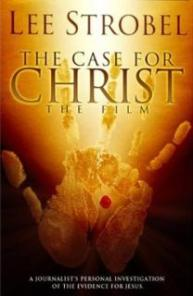 LEE STROBEL
THE CASE FOR
CHRIST
THE FILM
A JOURNALIST'S PERSONAL INVESTIGATION
OF THE EVIDENCE FOR JESUS.